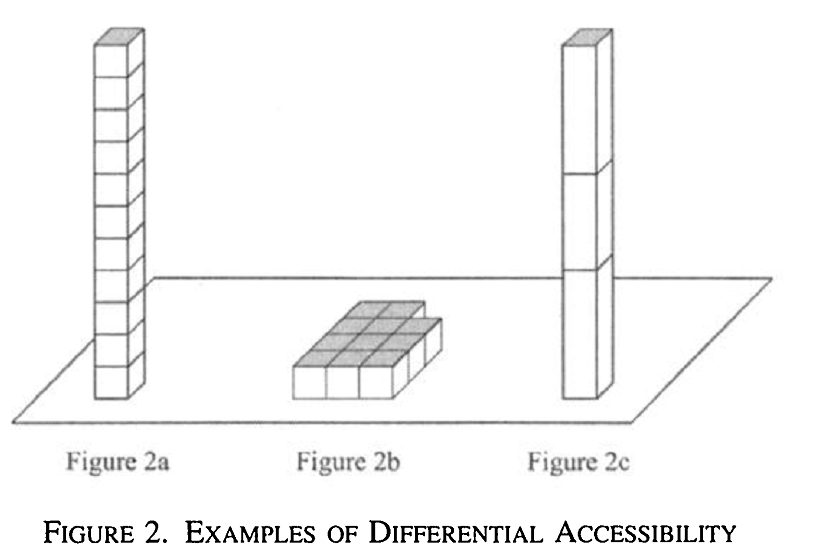 Figure 2a
Figure 2b
Figure 2c
FIGURE 2. EXAMPLES OF DIFFERENTIAL ACCESSIBILITY